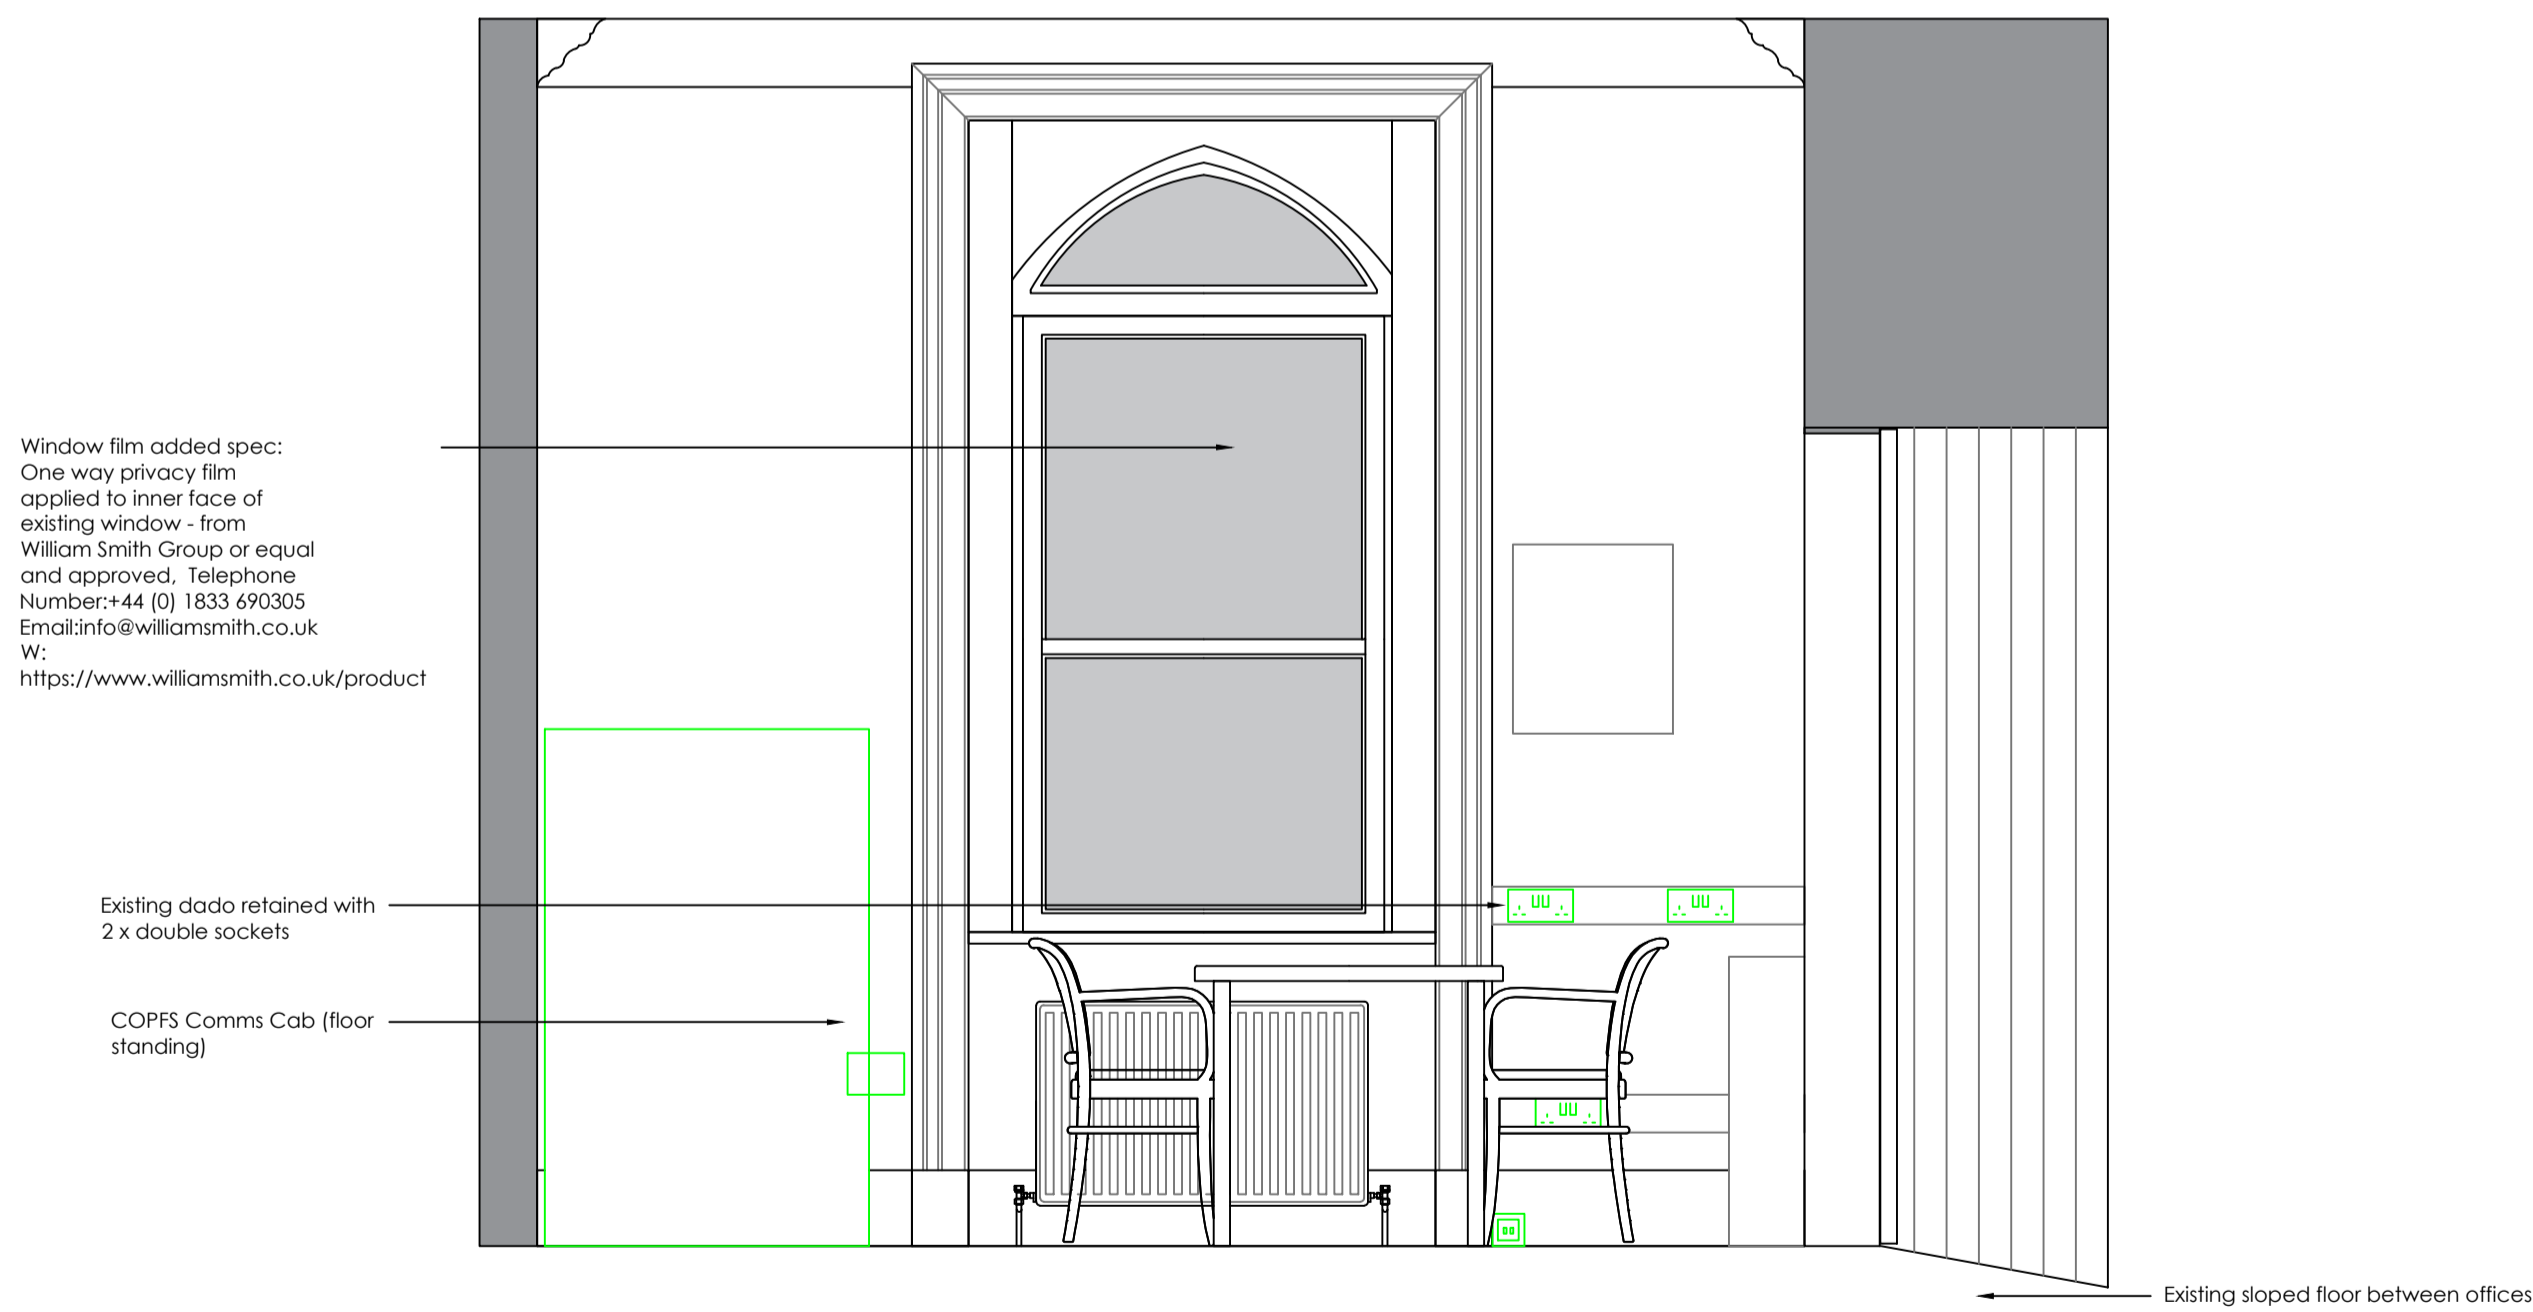 Window film added spec:
One way privacy film
applied to inner face of
existing window - from
William Smith Group or equal
and approved,  Telephone
Number:+44 (0) 1833 690305
Email:info@williamsmith.co.uk
W:
https://www.williamsmith.co.uk/product
Existing dado retained with
2 x double sockets
COPFS Comms Cab (floor
standing)
Existing sloped floor between offices